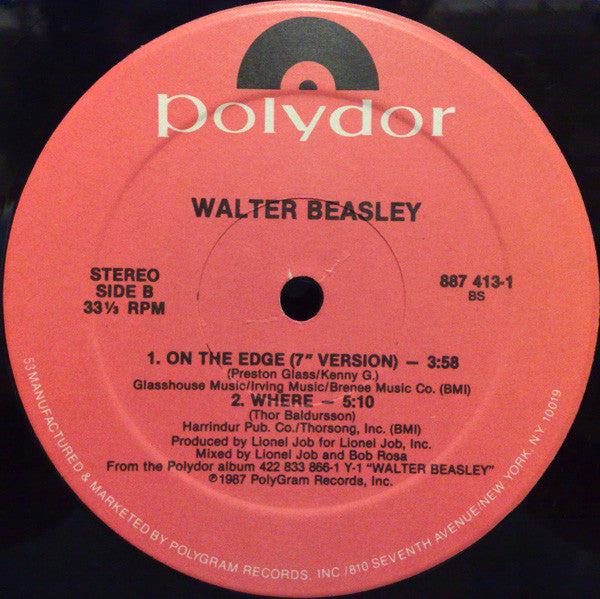 polydor
WALTER BEASLEY
STEREO
SIDE B
33⅓ RPM
887 413-1
BS
1. ON THE EDGE (7" VERSION) — 3:58
(Preston Glass/Kenny G.)
Glasshouse Music/Irving Music/Brenee Music Co. (BMI)
2. WHERE — 5:10
(Thor Baldursson)
Harrindur Pub. Co./Thorsong, Inc. (BMI)
Produced by Lionel Job for Lionel Job, Inc.
Mixed by Lionel Job and Bob Rosa
From the Polydor album 422 833 866-1 Y-1 "WALTER BEASLEY"
℗1987 PolyGram Records, Inc.
53 MANUFACTURED & MARKETED BY POLYGRAM RECORDS, INC /810 SEVENTH AVENUE/NEW YORK, NY 10019